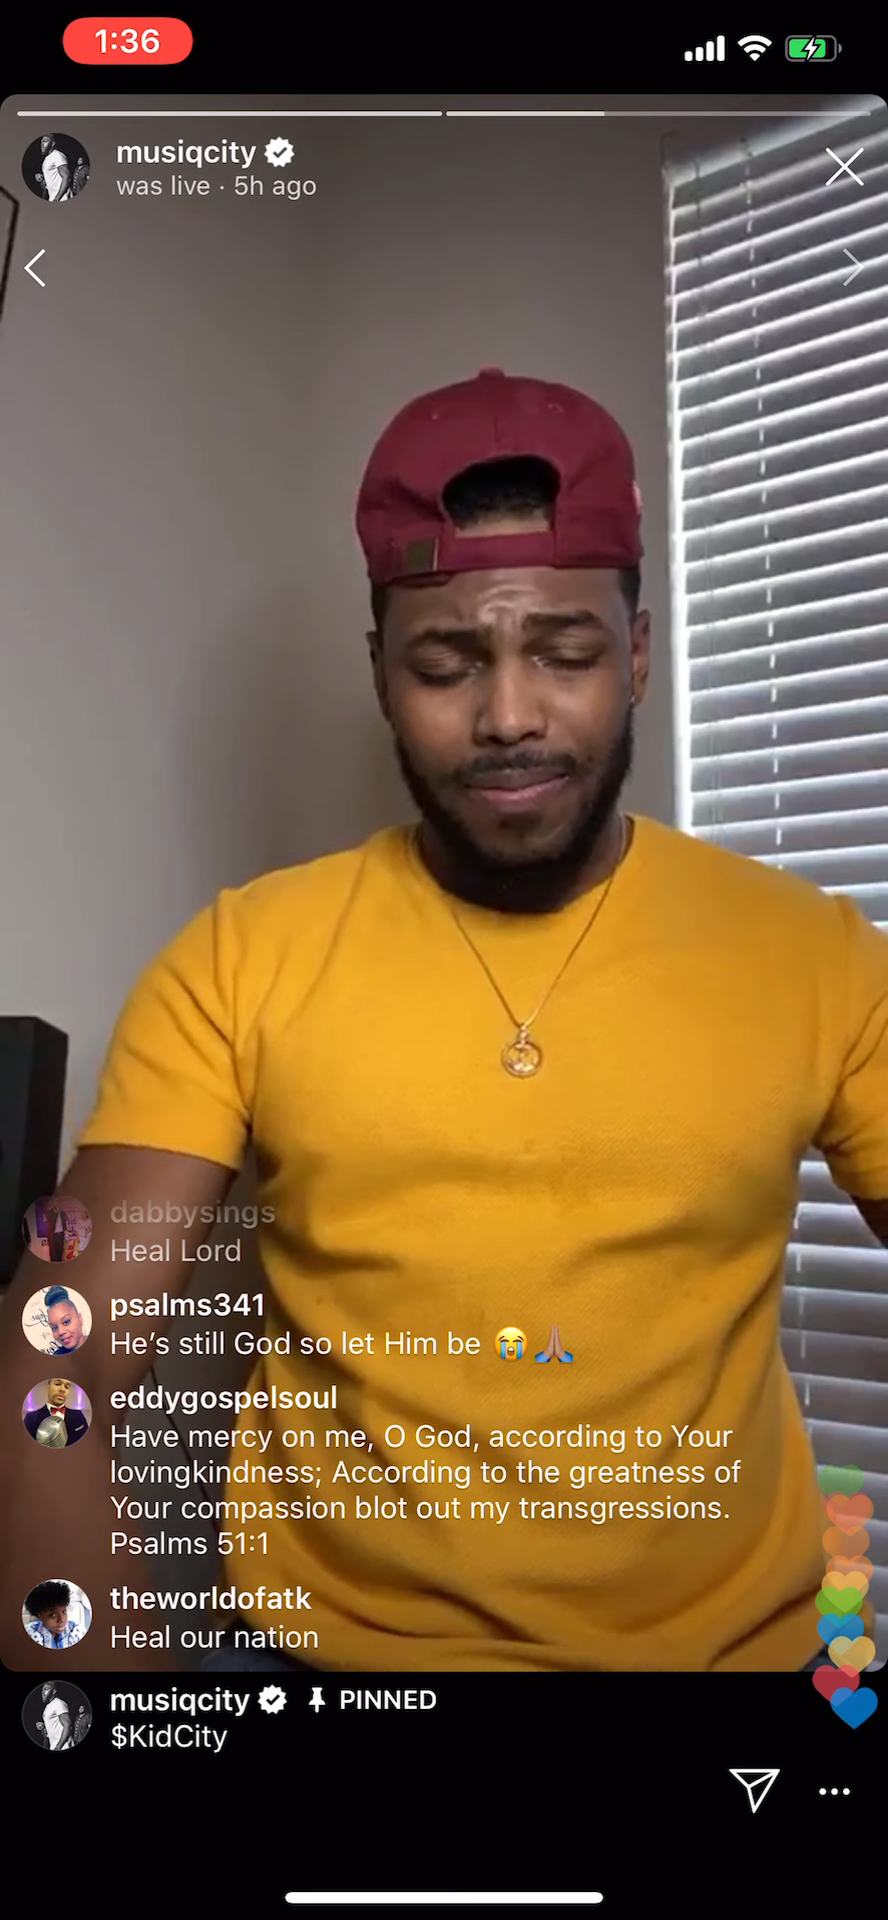 1:36
musiqcity
was live · 5h ago
dabbysings
Heal Lord
psalms341
He's still God so let Him be 😭🙏🏽
eddygospelsoul
Have mercy on me, O God, according to Your
lovingkindness; According to the greatness of
Your compassion blot out my transgressions.
Psalms 51:1
theworldofatk
Heal our nation
musiqcity PINNED
$KidCity